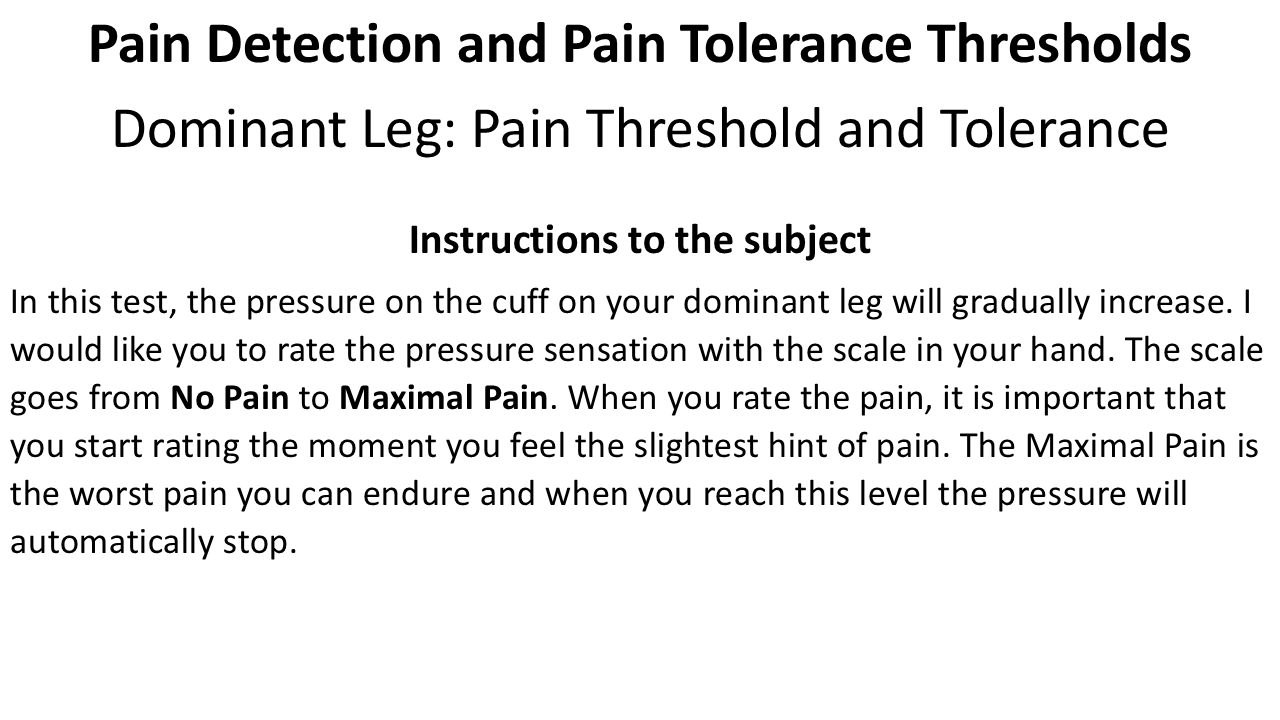 Pain Detection and Pain Tolerance Thresholds
Dominant Leg: Pain Threshold and Tolerance
Instructions to the subject
In this test, the pressure on the cuff on your dominant leg will gradually increase. I
would like you to rate the pressure sensation with the scale in your hand. The scale
goes from No Pain to Maximal Pain. When you rate the pain, it is important that
you start rating the moment you feel the slightest hint of pain. The Maximal Pain is
the worst pain you can endure and when you reach this level the pressure will
automatically stop.